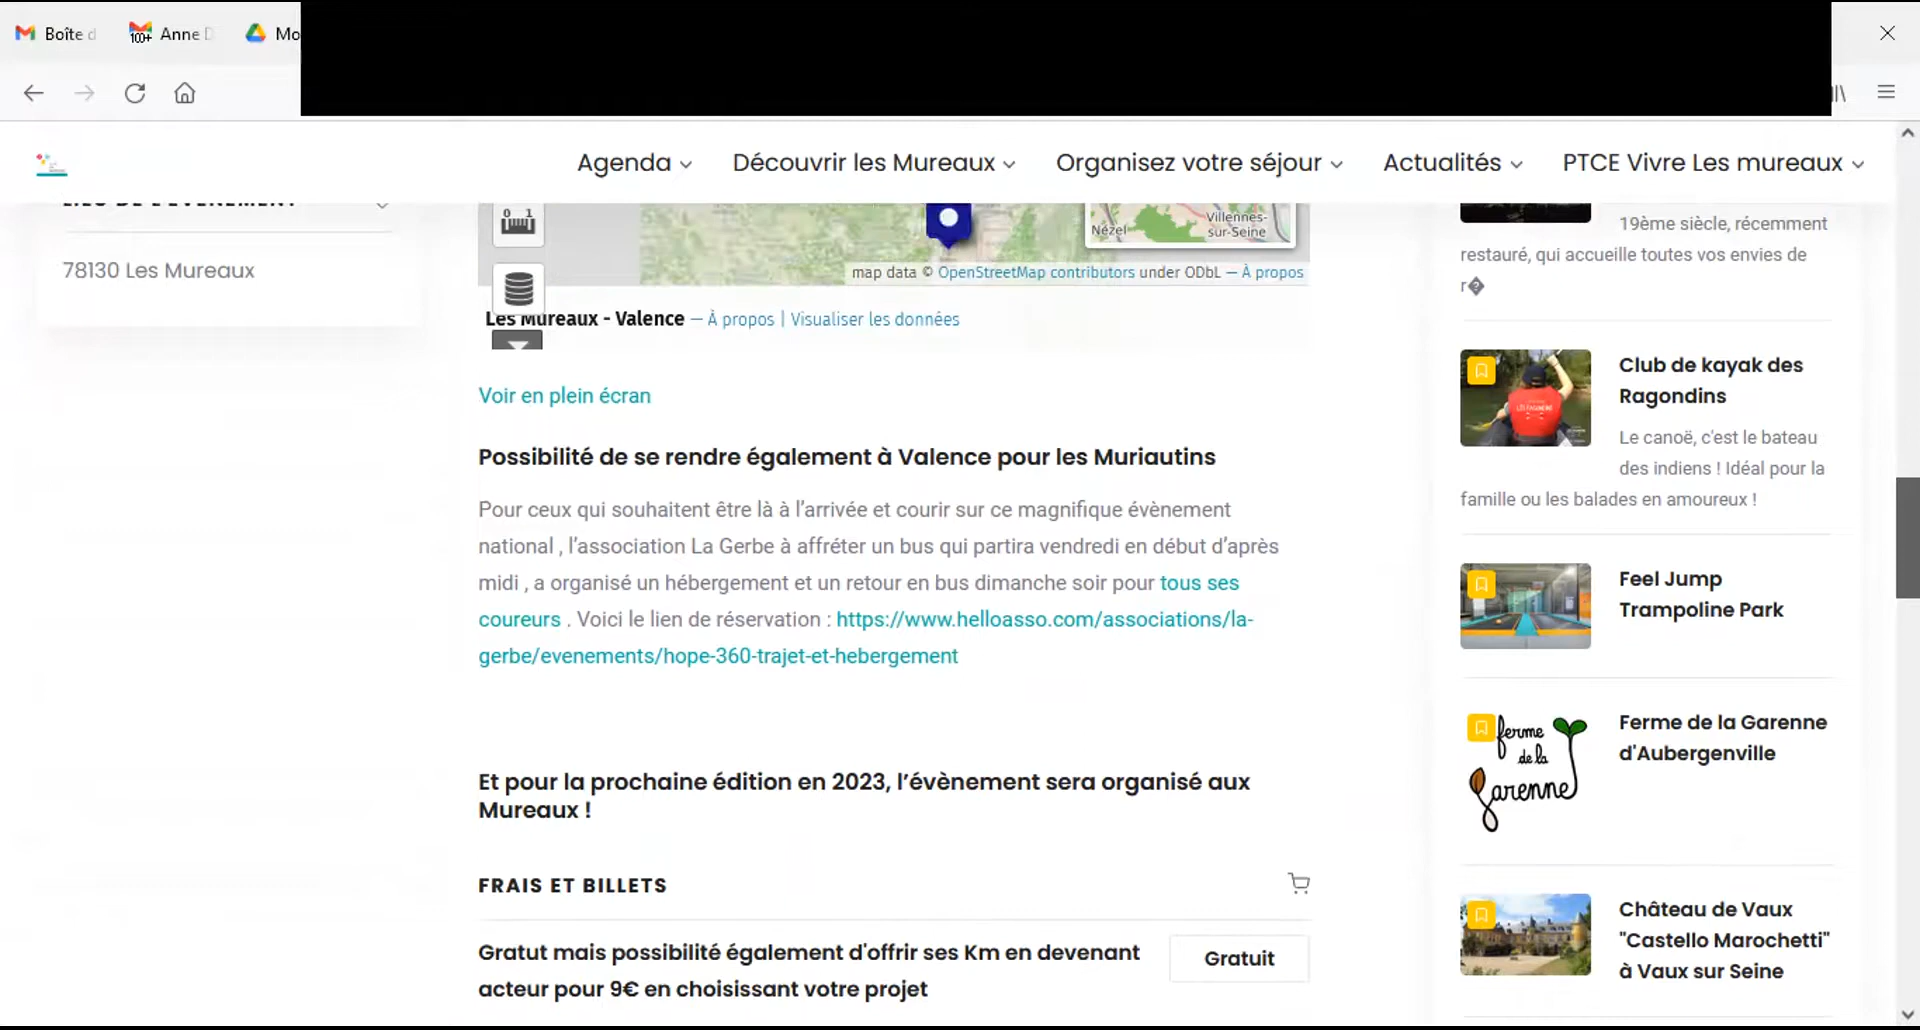 Boîte d
Anne D
Mo
Agenda
Découvrir les Mureaux
Organisez votre séjour
Actualités
PTCE Vivre Les mureaux
LIEU DE L'ÉVÉNEMENT
78130 Les Mureaux
0 1
Nézel
Villennes-
sur-Seine
map data © OpenStreetMap contributors under ODbL — À propos
Les Mureaux - Valence — À propos | Visualiser les données
Voir en plein écran
Possibilité de se rendre également à Valence pour les Muriautins
Pour ceux qui souhaitent être là à l’arrivée et courir sur ce magnifique évènement
national , l’association La Gerbe à affréter un bus qui partira vendredi en début d’après
midi , a organisé un hébergement et un retour en bus dimanche soir pour tous ses
coureurs . Voici le lien de réservation : https://www.helloasso.com/associations/la-
gerbe/evenements/hope-360-trajet-et-hebergement
Et pour la prochaine édition en 2023, l’évènement sera organisé aux
Mureaux !
FRAIS ET BILLETS
Gratut mais possibilité également d'offrir ses Km en devenant
acteur pour 9€ en choisissant votre projet
Gratuit
19ème siècle, récemment
restauré, qui accueille toutes vos envies de
r�
Club de kayak des
Ragondins
Le canoë, c'est le bateau
des indiens ! Idéal pour la
famille ou les balades en amoureux !
Feel Jump
Trampoline Park
ferme
de la
Garenne
Ferme de la Garenne
d'Aubergenville
Château de Vaux
"Castello Marochetti"
à Vaux sur Seine